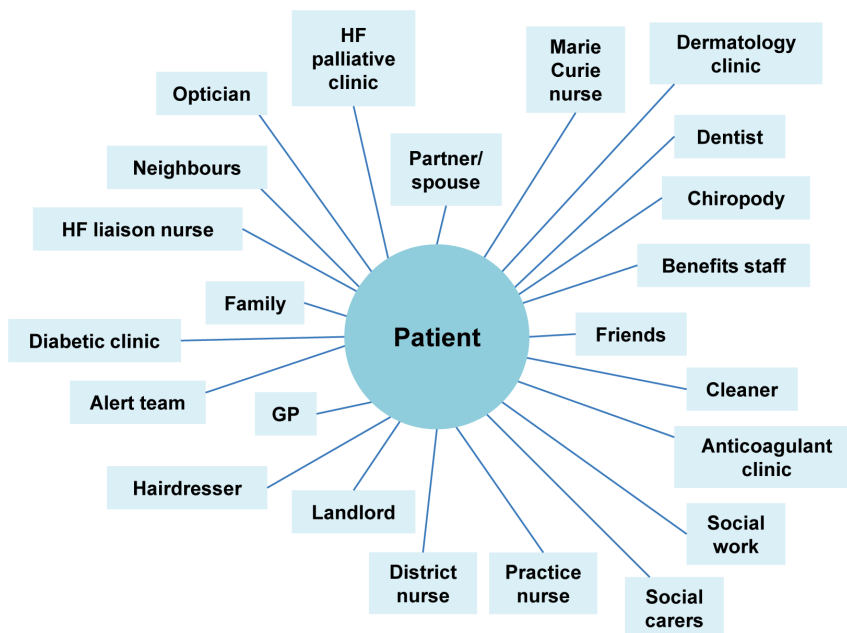 HF
palliative
clinic
Marie
Curie
nurse
Dermatology
clinic
Optician
Dentist
Partner/
spouse
Neighbours
Chiropody
HF liaison nurse
Benefits staff
Family
Friends
Diabetic clinic
Patient
Alert team
Cleaner
GP
Anticoagulant
clinic
Hairdresser
Landlord
Social
work
District
nurse
Practice
nurse
Social
carers